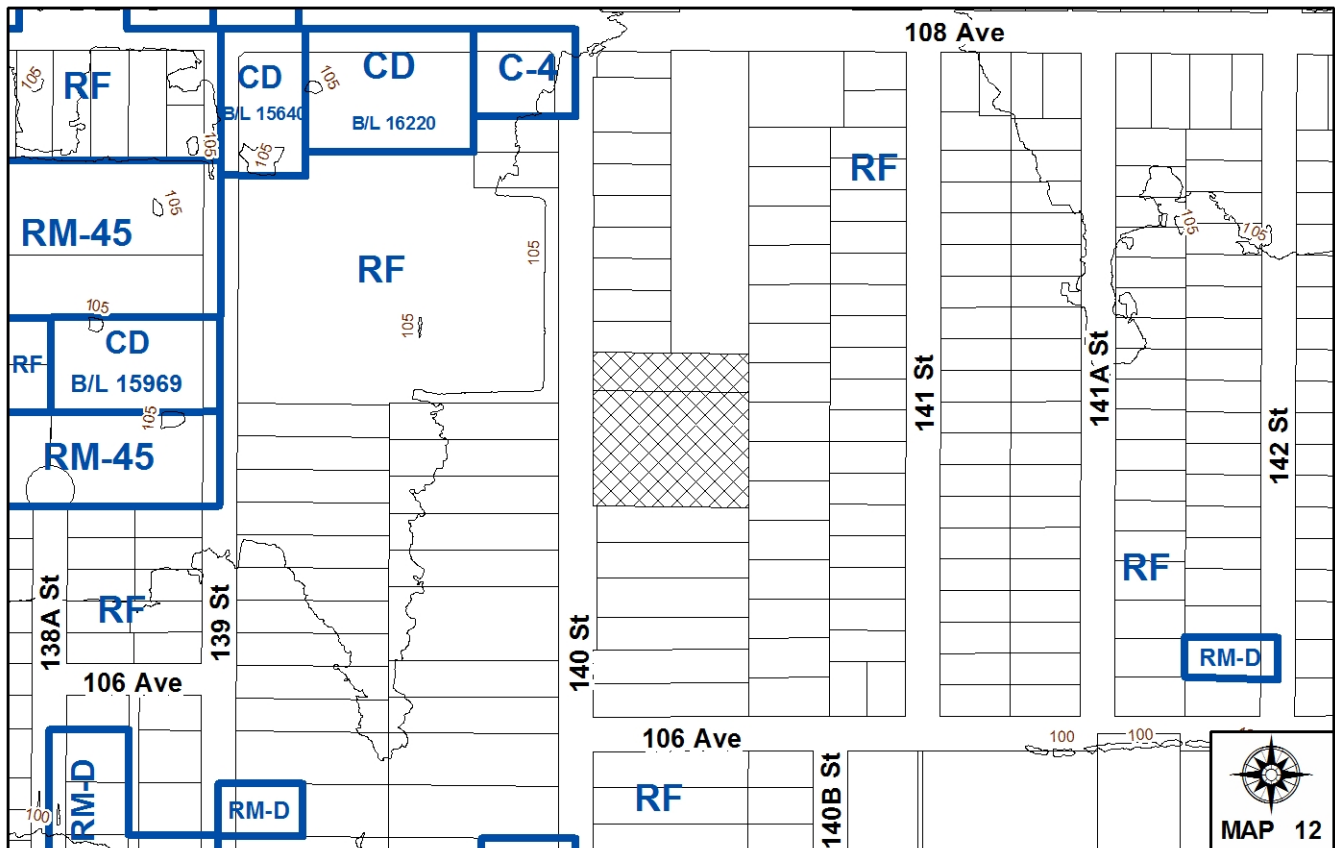 108 Ave
RF
105
CD
B/L 15640
105
CD
B/L 16220
C-4
105
105
RF
105
RM-45
RF
105
105
105
105
105
CD
B/L 15969
RF
105
RM-45
141 St
141A St
142 St
RF
138A St
RF
139 St
140 St
RM-D
106 Ave
106 Ave
100
100
RM-D
RM-D
100
RF
140B St
MAP 12